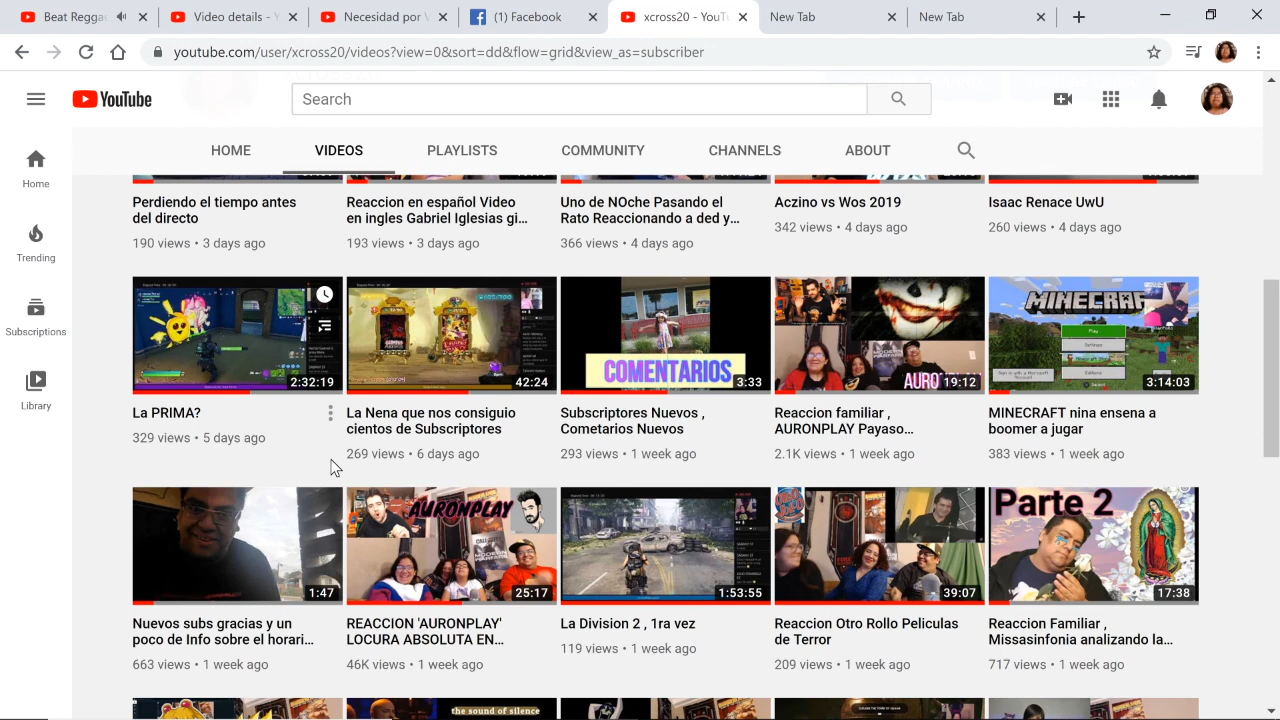 Beat Regga
Video details -
Necesidad por V
(1) Facebook
xcross20 - YouTu
New Tab
New Tab
youtube.com/user/xcross20/videos?view=0&sort=dd&flow=grid&view_as=subscriber
YouTube
Search
HOME
VIDEOS
PLAYLISTS
COMMUNITY
CHANNELS
ABOUT
Home
Trending
Subscriptions
Library
Perdiendo el tiempo antes
del directo
190 views • 3 days ago
Reaccion en español Video
en ingles Gabriel Iglesias gi...
193 views • 3 days ago
Uno de NOche Pasando el
Rato Reaccionando a ded y...
366 views • 4 days ago
Aczino vs Wos 2019
342 views • 4 days ago
Isaac Renace UwU
260 views • 4 days ago
2:32:19
La PRIMA?
329 views • 5 days ago
42:24
La Nena que nos consiguio
cientos de Subscriptores
269 views • 6 days ago
COMENTARIOS
3:33
Subscriptores Nuevos ,
Cometarios Nuevos
293 views • 1 week ago
AURO
19:12
Reaccion familiar ,
AURONPLAY Payaso...
2.1K views • 1 week ago
MINECRAF
Play
3:14:03
MINECRAFT nina ensena a
boomer a jugar
383 views • 1 week ago
1:47
Nuevos subs gracias y un
poco de Info sobre el horari...
663 views • 1 week ago
AURONPLAY
25:17
REACCION 'AURONPLAY'
LOCURA ABSOLUTA EN...
46K views • 1 week ago
1:53:55
La Division 2 , 1ra vez
119 views • 1 week ago
39:07
Reaccion Otro Rollo Peliculas
de Terror
209 views • 1 week ago
Parte 2
17:38
Reaccion Familiar ,
Missasinfonia analizando la...
717 views • 1 week ago
the sound of silence